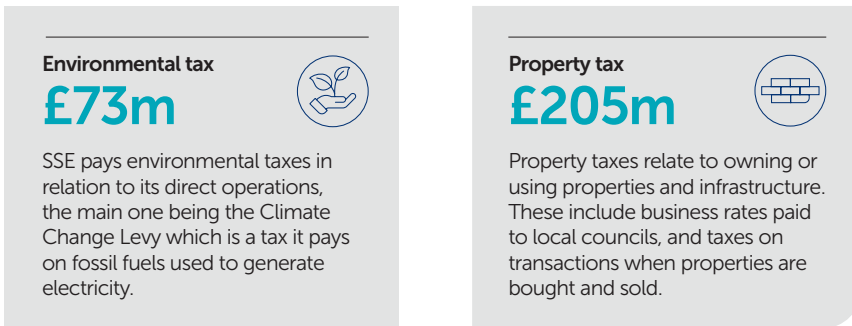 Environmental tax
£73m
SSE pays environmental taxes in
relation to its direct operations,
the main one being the Climate
Change Levy which is a tax it pays
on fossil fuels used to generate
electricity.
Property tax
£205m
Property taxes relate to owning or
using properties and infrastructure.
These include business rates paid
to local councils, and taxes on
transactions when properties are
bought and sold.